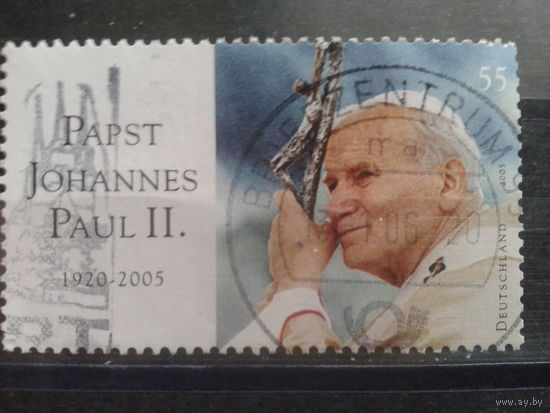 PAPST
JOHANNES
PAUL II.
1920-2005
55
2005
DEUTSCHLAND
BRIEFZENTRUM
www.ay.by